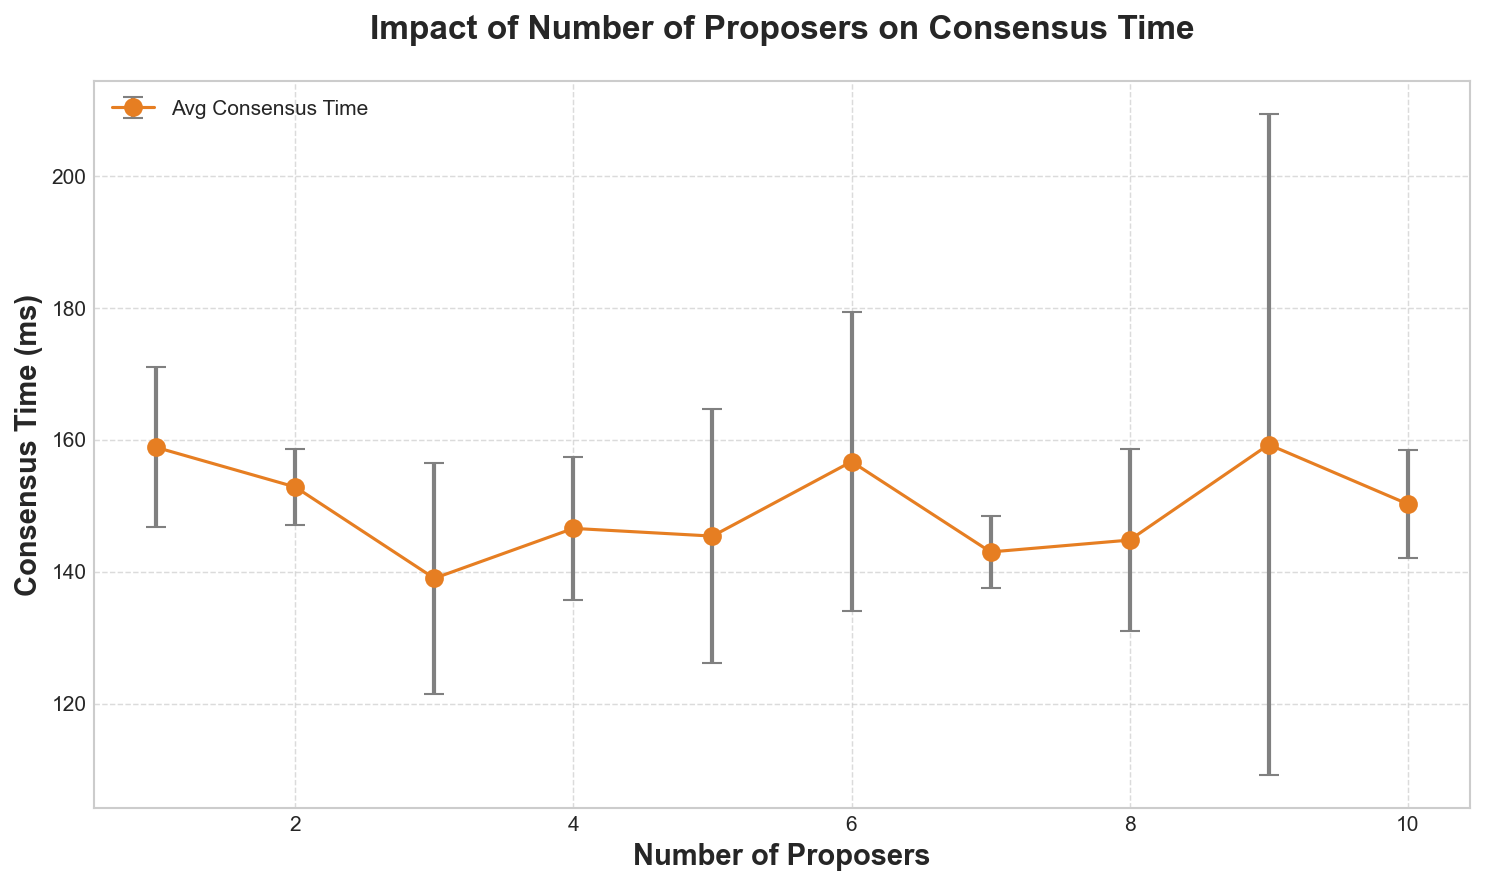 Impact of Number of Proposers on Consensus Time
Avg Consensus Time
Consensus Time (ms)
200
180
160
140
120
2 4 6 8 10
Number of Proposers